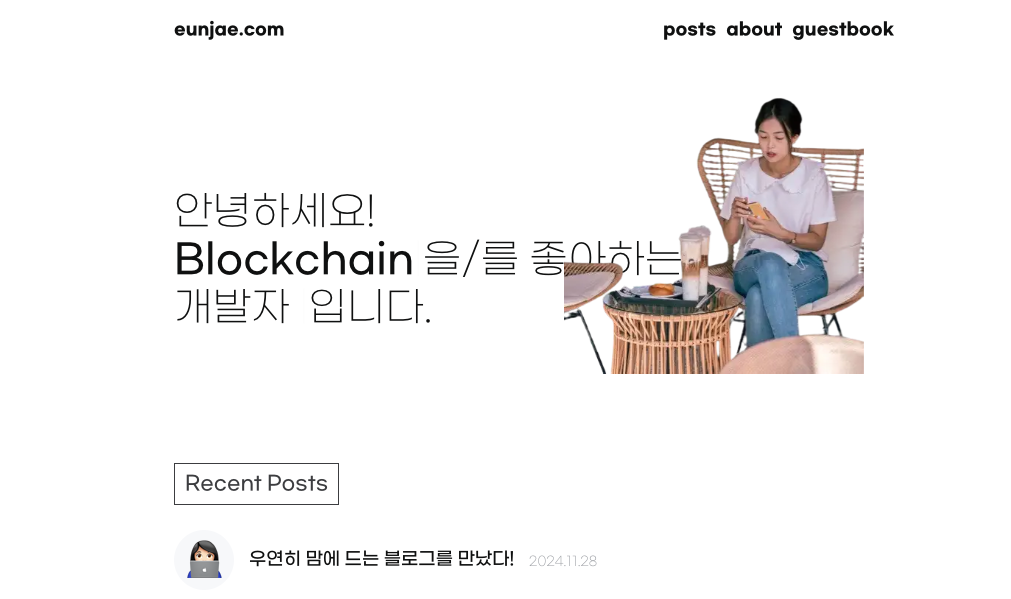 eunjae.com
posts about guestbook
안녕하세요!
Blockchain 을/를 좋아하는
개발자 입니다.
Recent Posts
우연히 맘에 드는 블로그를 만났다! 2024.11.28